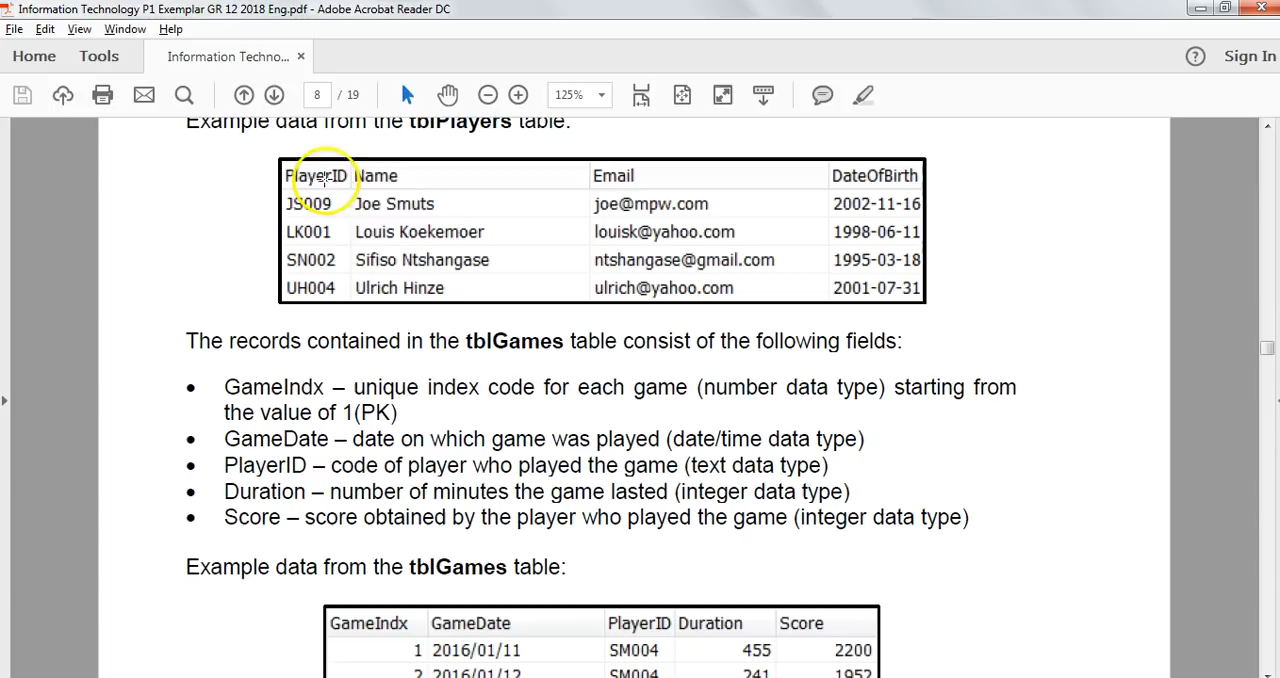 Information Technology P1 Exemplar GR 12 2018 Eng.pdf - Adobe Acrobat Reader DC
File Edit View Window Help
Home Tools Information Techno... × Sign In
8 / 19 125%
Example data from the tblPlayers table:
PlayerID Name Email DateOfBirth
JS009 Joe Smuts joe@mpw.com 2002-11-16
LK001 Louis Koekemoer louisk@yahoo.com 1998-06-11
SN002 Sifiso Ntshangase ntshangase@gmail.com 1995-03-18
UH004 Ulrich Hinze ulrich@yahoo.com 2001-07-31
The records contained in the tblGames table consist of the following fields:
• GameIndx – unique index code for each game (number data type) starting from
the value of 1(PK)
• GameDate – date on which game was played (date/time data type)
• PlayerID – code of player who played the game (text data type)
• Duration – number of minutes the game lasted (integer data type)
• Score – score obtained by the player who played the game (integer data type)
Example data from the tblGames table:
GameIndx GameDate PlayerID Duration Score
1 2016/01/11 SM004 455 2200
2 2016/01/12 SM004 241 1952